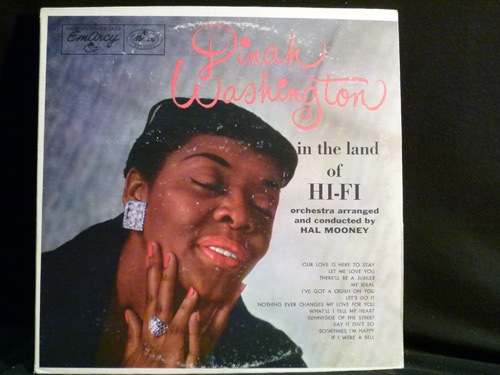 EmArcy
Dinah
Washington
in the land
of
HI-FI
orchestra arranged
and conducted by
HAL MOONEY
OUR LOVE IS HERE TO STAY
LET ME LOVE YOU
THERE'LL BE A JUBILEE
MY IDEAL
I'VE GOT A CRUSH ON YOU
LET'S DO IT
NOTHING EVER CHANGES MY LOVE FOR YOU
WHAT'LL I TELL MY HEART
SUNNYSIDE OF THE STREET
SAY IT ISN'T SO
SOMETIMES I'M HAPPY
IF I WERE A BELL